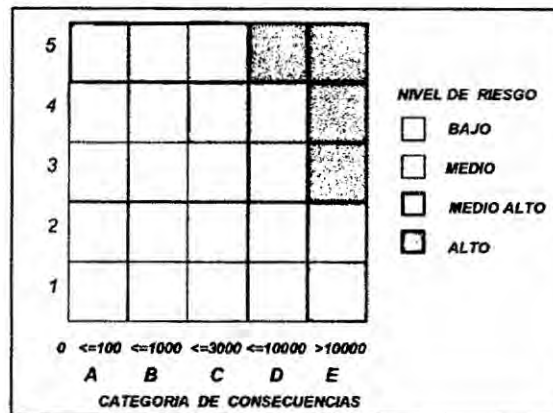 5
4
3
2
1
0 <=100 <=1000 <=3000 <=10000 >10000
A B C D E
CATEGORIA DE CONSECUENCIAS
NIVEL DE RIESGO
BAJO
MEDIO
MEDIO ALTO
ALTO